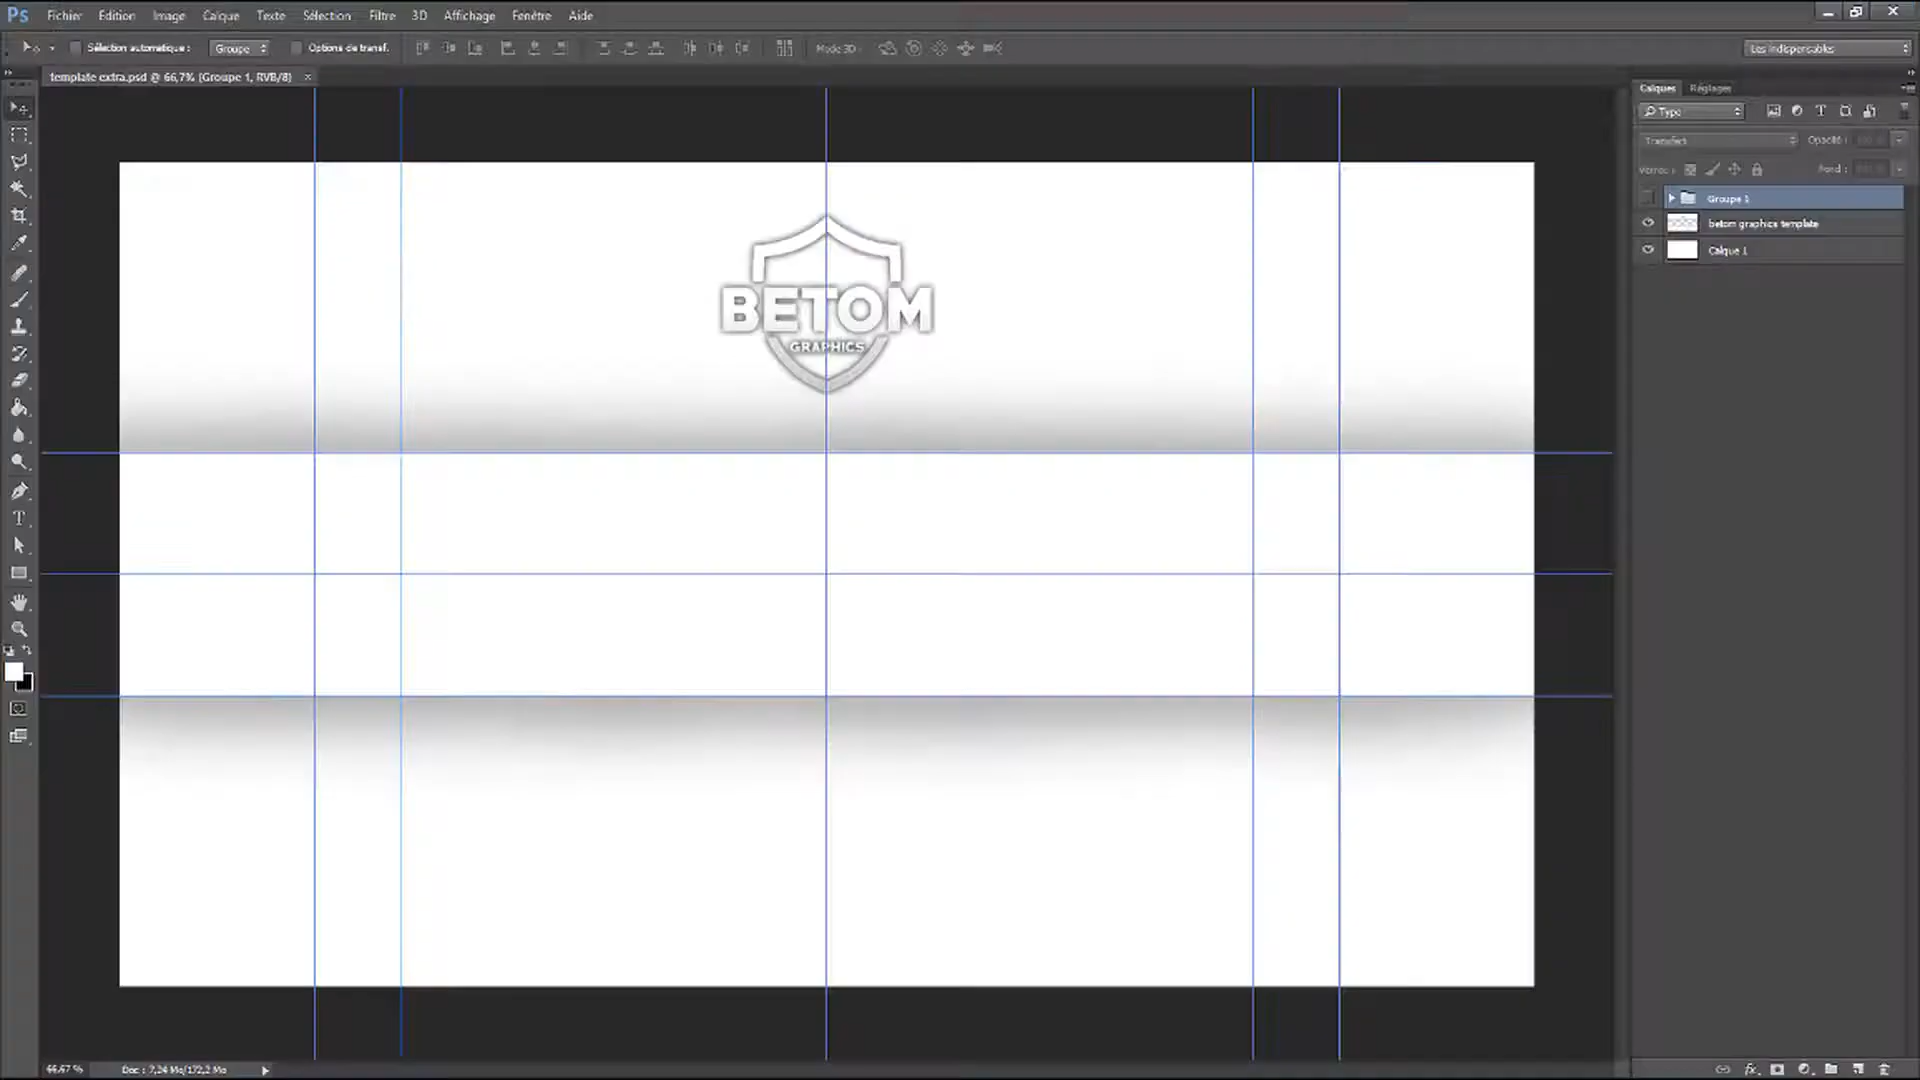 Ps Fichier Edition Image Calque Texte Sélection Filtre 3D Affichage Fenêtre Aide
Sélection automatique : Groupe Options de transf. Mode 3D : Les indispensables
template extra.psd @ 66,7% (Groupe 1, RVB/8) ×
Calques Réglages
Type
Transfert Opacité :
Verrou : Fond :
Groupe 1
betom graphics template
Calque 1
BETOM
GRAPHICS
66,67 % Doc : 7,24 Mo/172,2 Mo